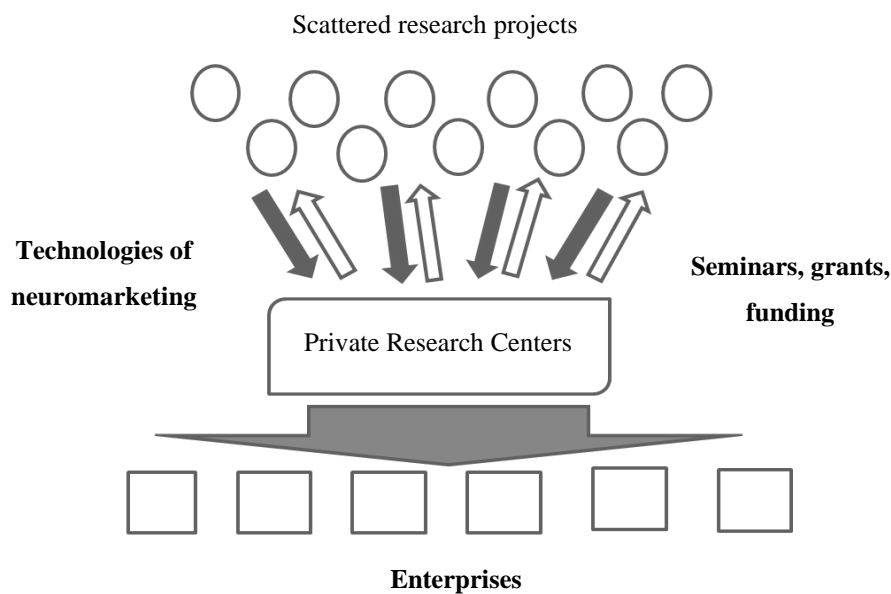 Scattered research projects
Technologies of
neuromarketing
Seminars, grants,
funding
Private Research Centers
Enterprises